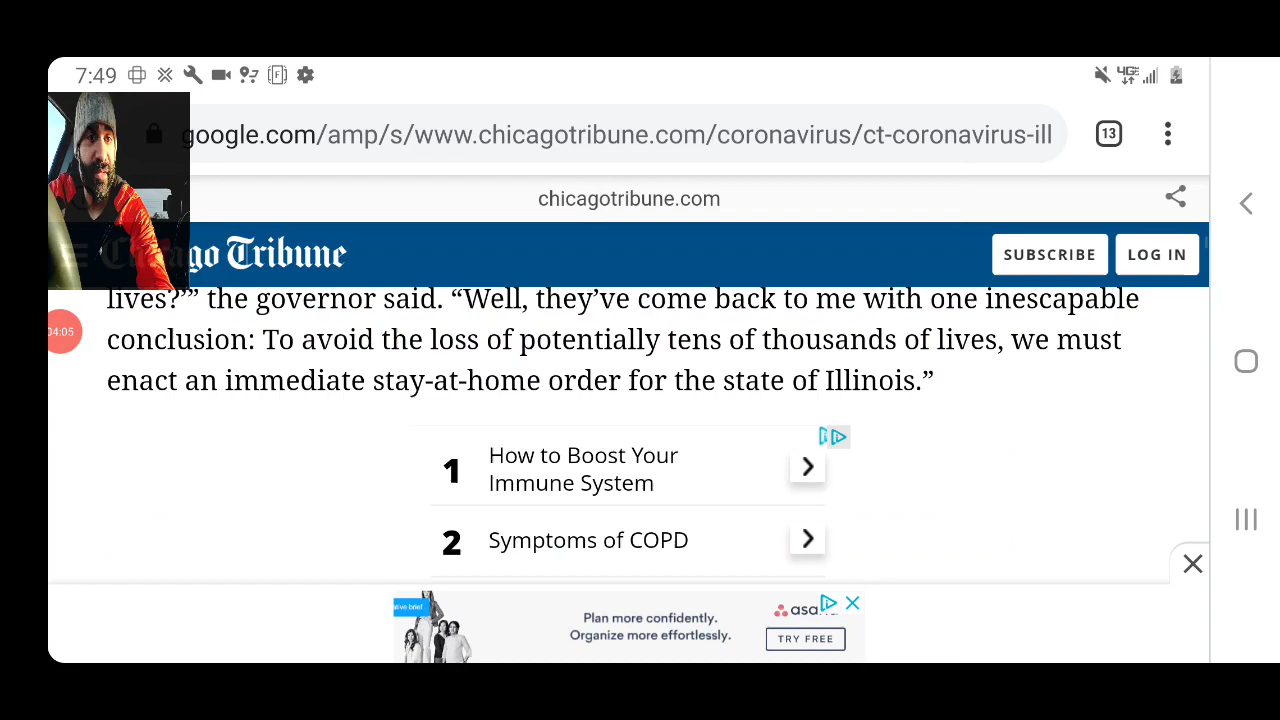 7:49
google.com/amp/s/www.chicagotribune.com/coronavirus/ct-coronavirus-ill
13
chicagotribune.com
Chicago Tribune
SUBSCRIBE
LOG IN
lives?’” the governor said. “Well, they’ve come back to me with one inescapable
conclusion: To avoid the loss of potentially tens of thousands of lives, we must
enact an immediate stay-at-home order for the state of Illinois.”
04:05
1 How to Boost Your
Immune System
2 Symptoms of COPD
Plan more confidently.
Organize more effortlessly.
TRY FREE